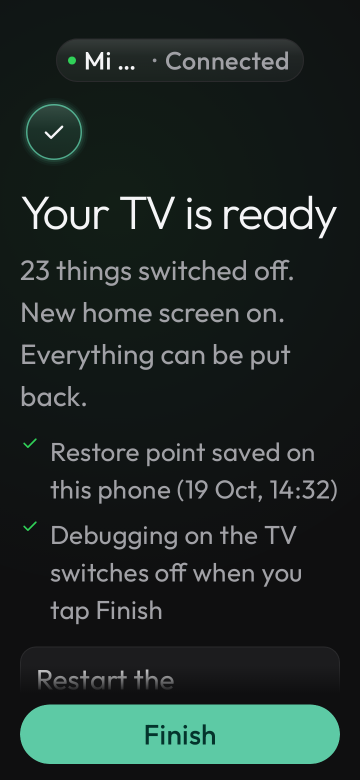 Mi ... · Connected
Your TV is ready
23 things switched off.
New home screen on.
Everything can be put
back.
Restore point saved on
this phone (19 Oct, 14:32)
Debugging on the TV
switches off when you
tap Finish
Restart the
Finish